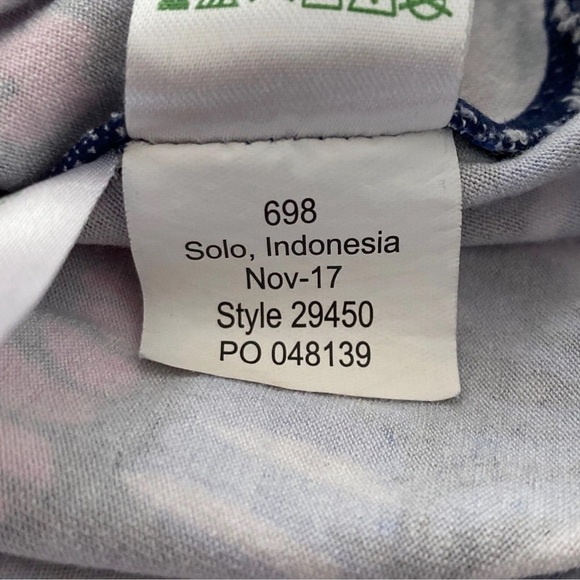 698
Solo, Indonesia
Nov-17
Style 29450
PO 048139